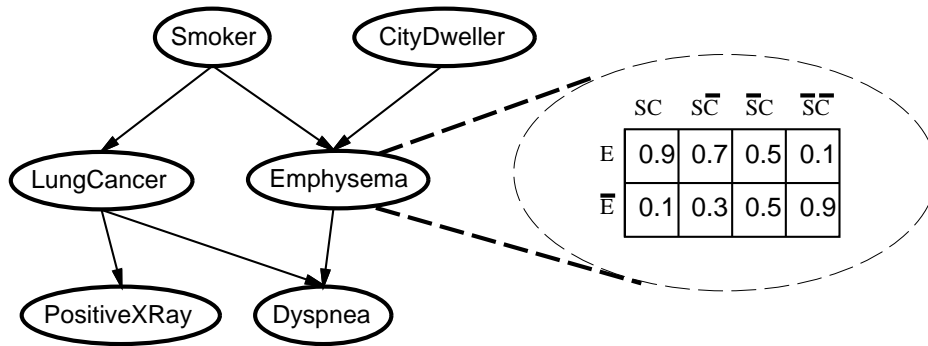 Smoker
CityDweller
LungCancer
Emphysema
PositiveXRay
Dyspnea
SC SC̅ S̅C S̅C̅
E 0.9 0.7 0.5 0.1
E̅ 0.1 0.3 0.5 0.9